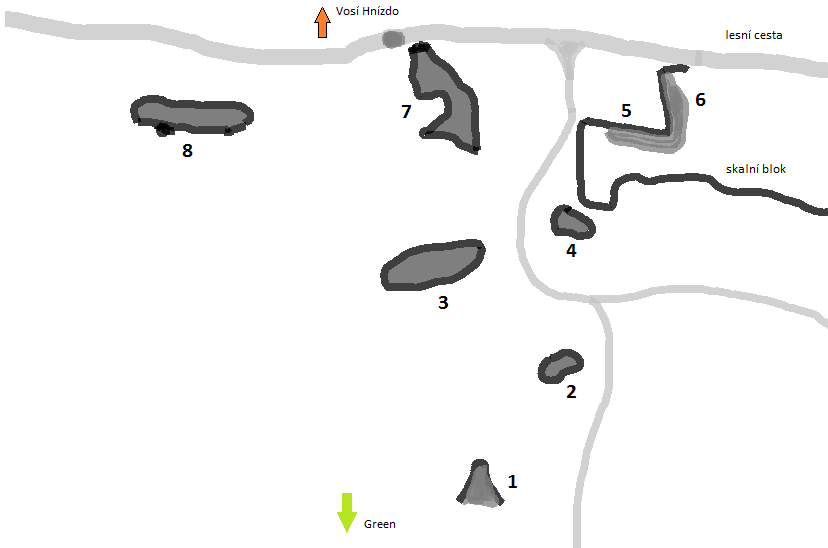 Vosí Hnízdo
lesní cesta
6
5
7
8
skalní blok
4
3
2
1
Green